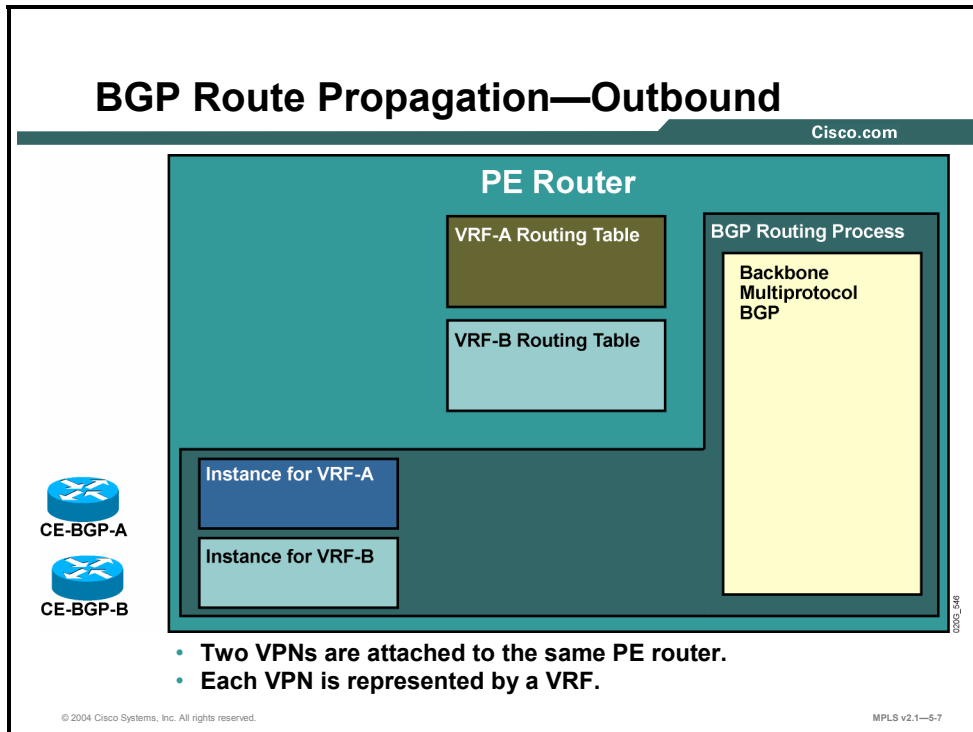 BGP Route Propagation—Outbound
Cisco.com
PE Router
VRF-A Routing Table
BGP Routing Process
Backbone
Multiprotocol
BGP
VRF-B Routing Table
Instance for VRF-A
CE-BGP-A
Instance for VRF-B
CE-BGP-B
020G_546
• Two VPNs are attached to the same PE router.
• Each VPN is represented by a VRF.
© 2004 Cisco Systems, Inc. All rights reserved.
MPLS v2.1—5-7